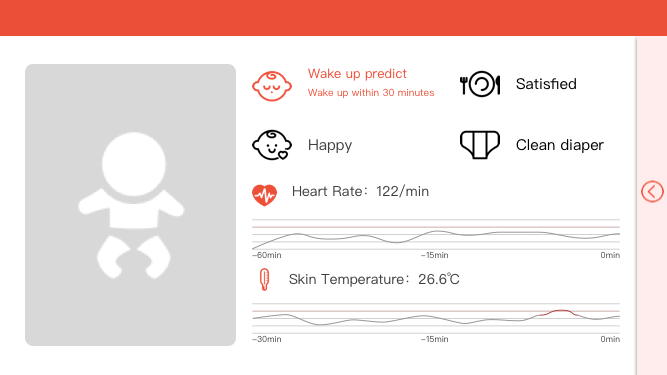 Wake up predict
Wake up within 30 minutes
Satisfied
Happy
Clean diaper
Heart Rate: 122/min
−60min −15min 0min
Skin Temperature: 26.6℃
−30min −15min 0min